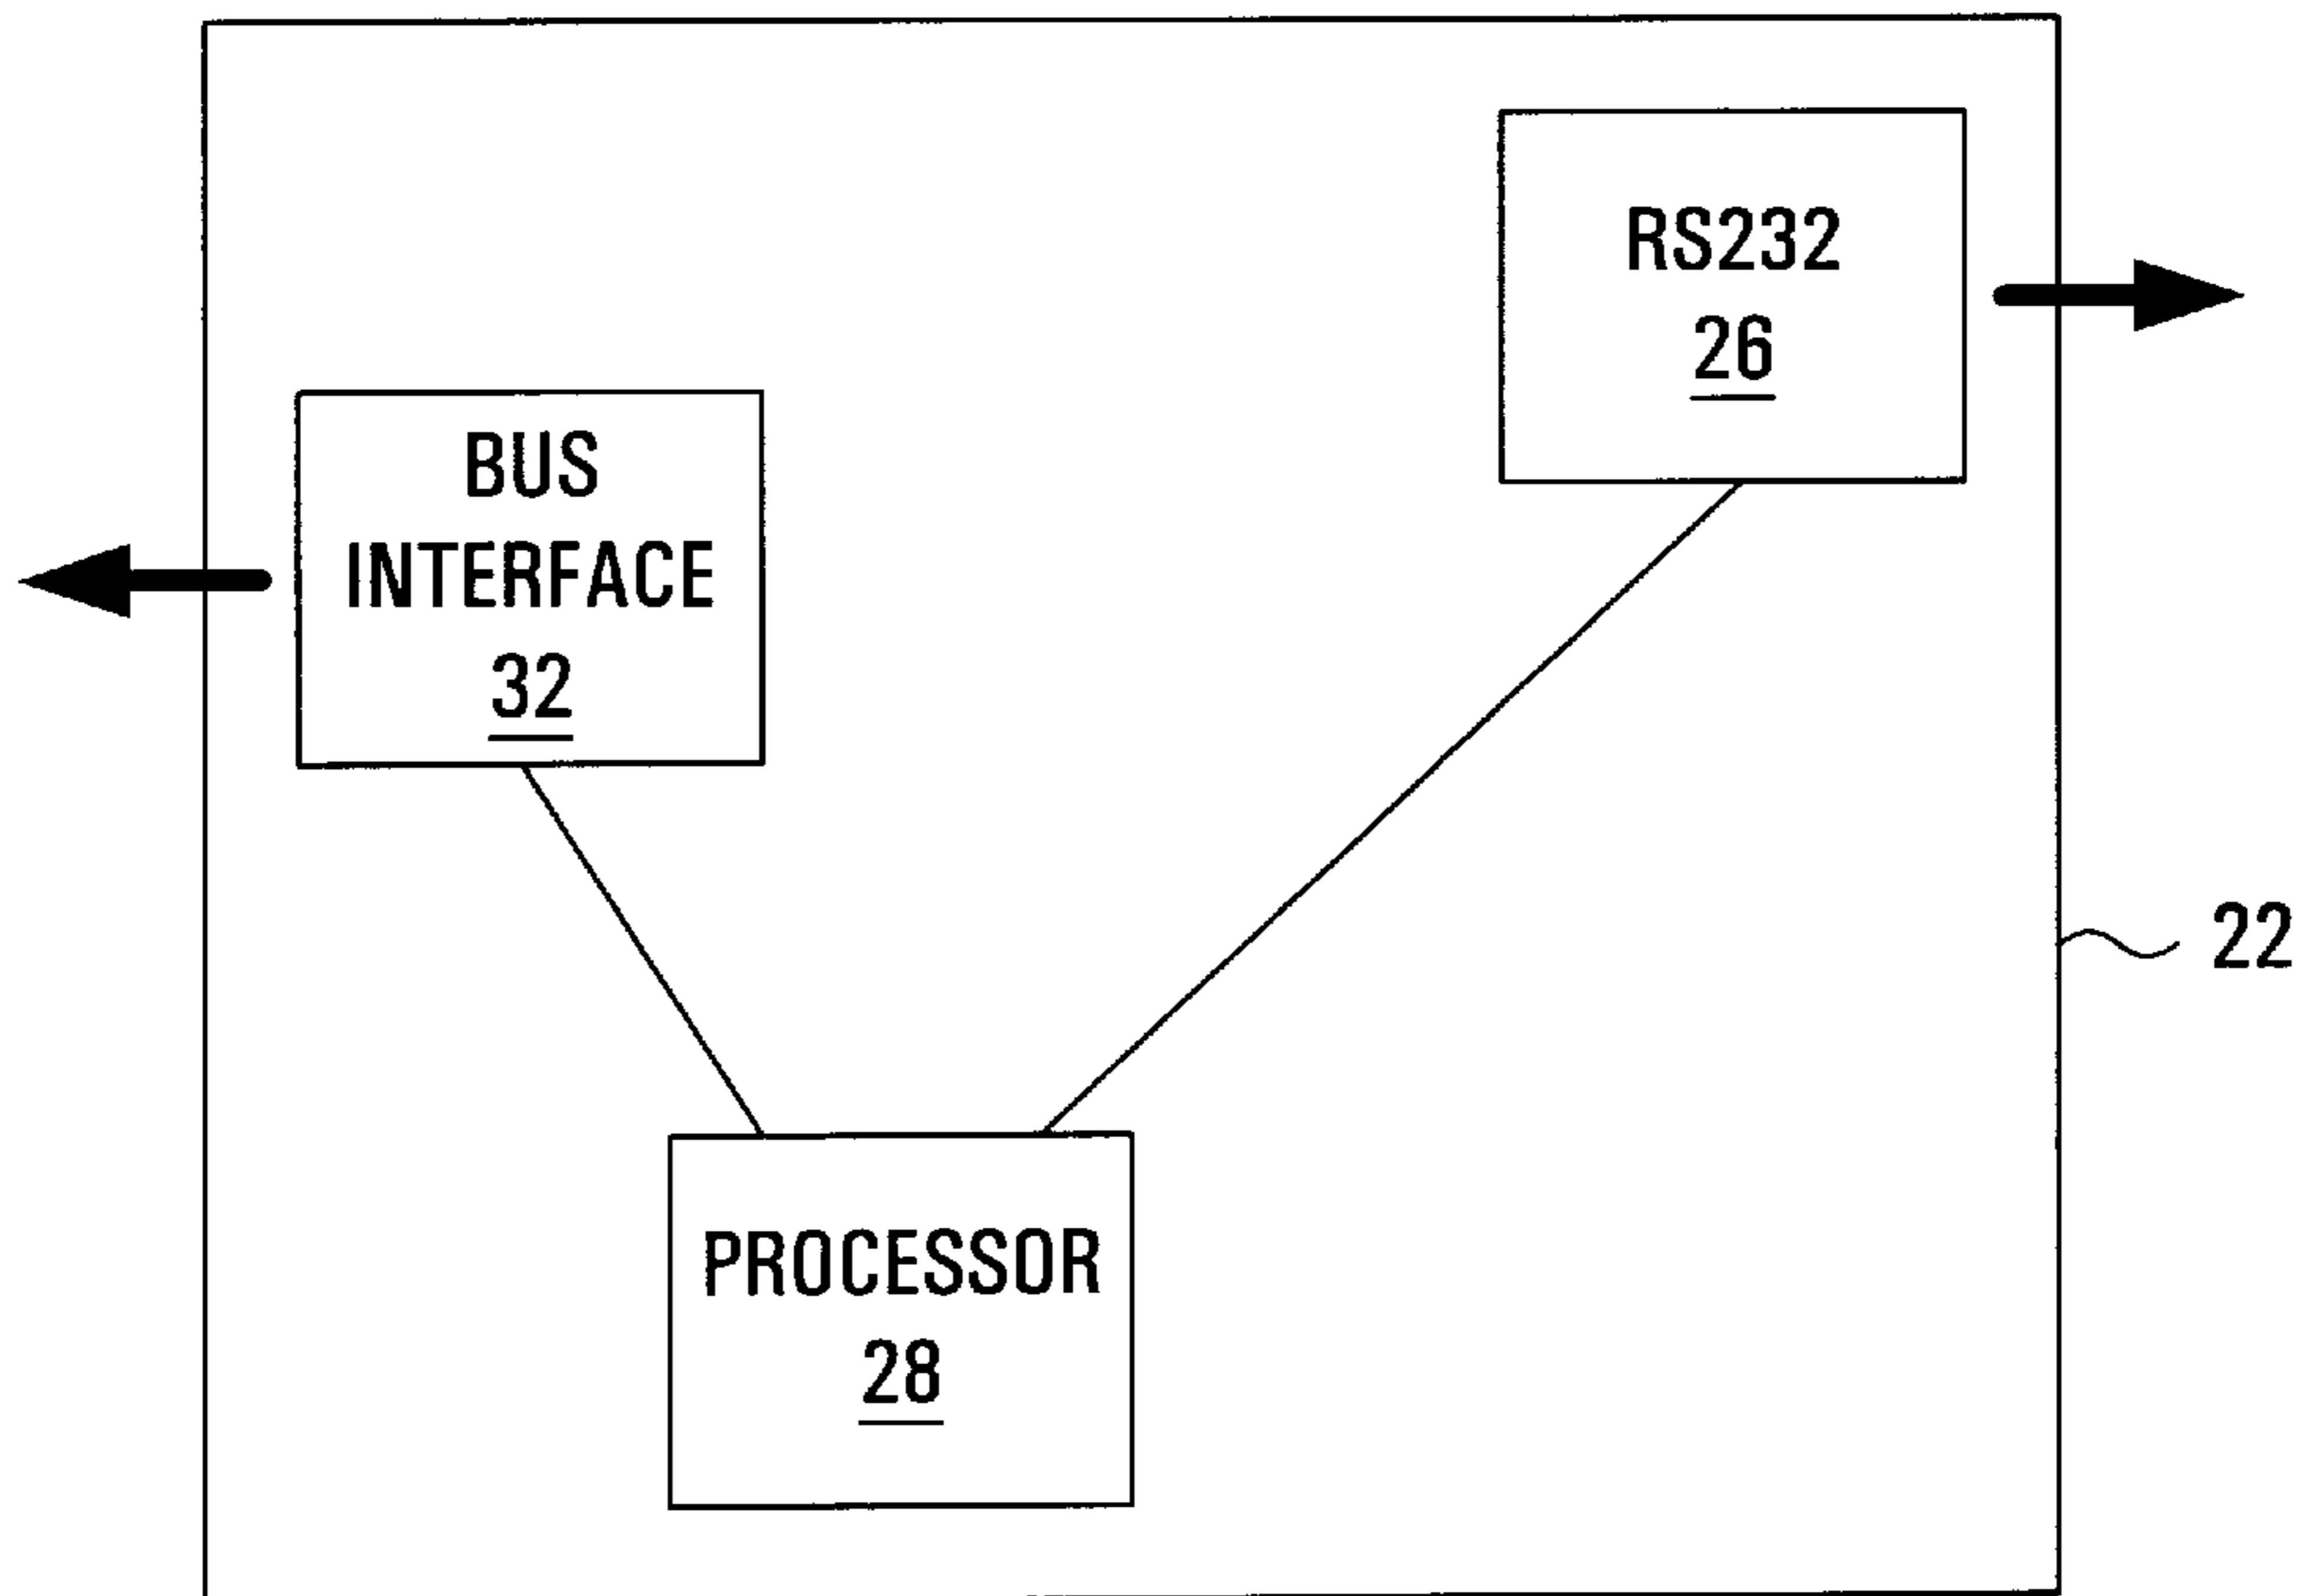 RS232
26
BUS
INTERFACE
32
22
PROCESSOR
28